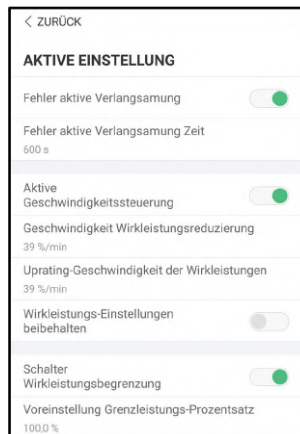 < ZURÜCK
AKTIVE EINSTELLUNG
Fehler aktive Verlangsamung
Fehler aktive Verlangsamung Zeit
600 s
Aktive
Geschwindigkeitssteuerung
Geschwindigkeit Wirkleistungsreduzierung
39 %/min
Uprating-Geschwindigkeit der Wirkleistungen
39 %/min
Wirkleistungs-Einstellungen
beibehalten
Schalter
Wirkleistungsbegrenzung
Voreinstellung Grenzleistungs-Prozentsatz
100,0 %